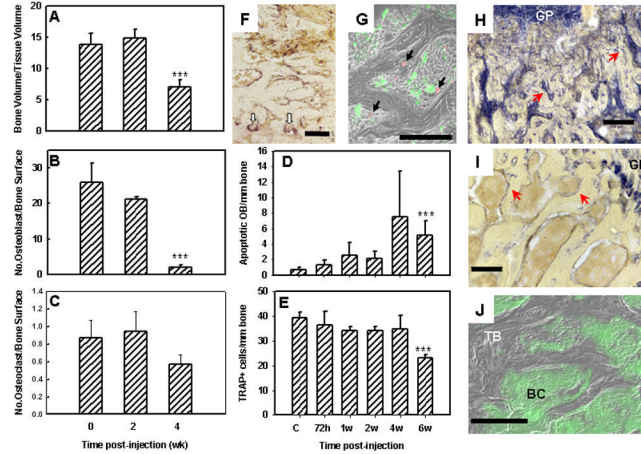 A
Bone Volume/Tissue Volume
20
15
10
5
0
***
B
No.Osteoblast/Bone Surface
20
10
0
***
C
No.Osteoclast/Bone Surface
1.4
1.2
1.0
0.8
0.6
0.4
0.2
0.0
0 2 4
Time post-injection (wk)
F
G
D
Apoptotic OB/mm bone
16
14
12
10
8
6
4
2
0
***
E
TRAP+ cells/mm bone
50
40
30
20
10
0
***
C 72h 1w 2w 4w 6w
Time post-injection
H
GP
I
J
TB
BC